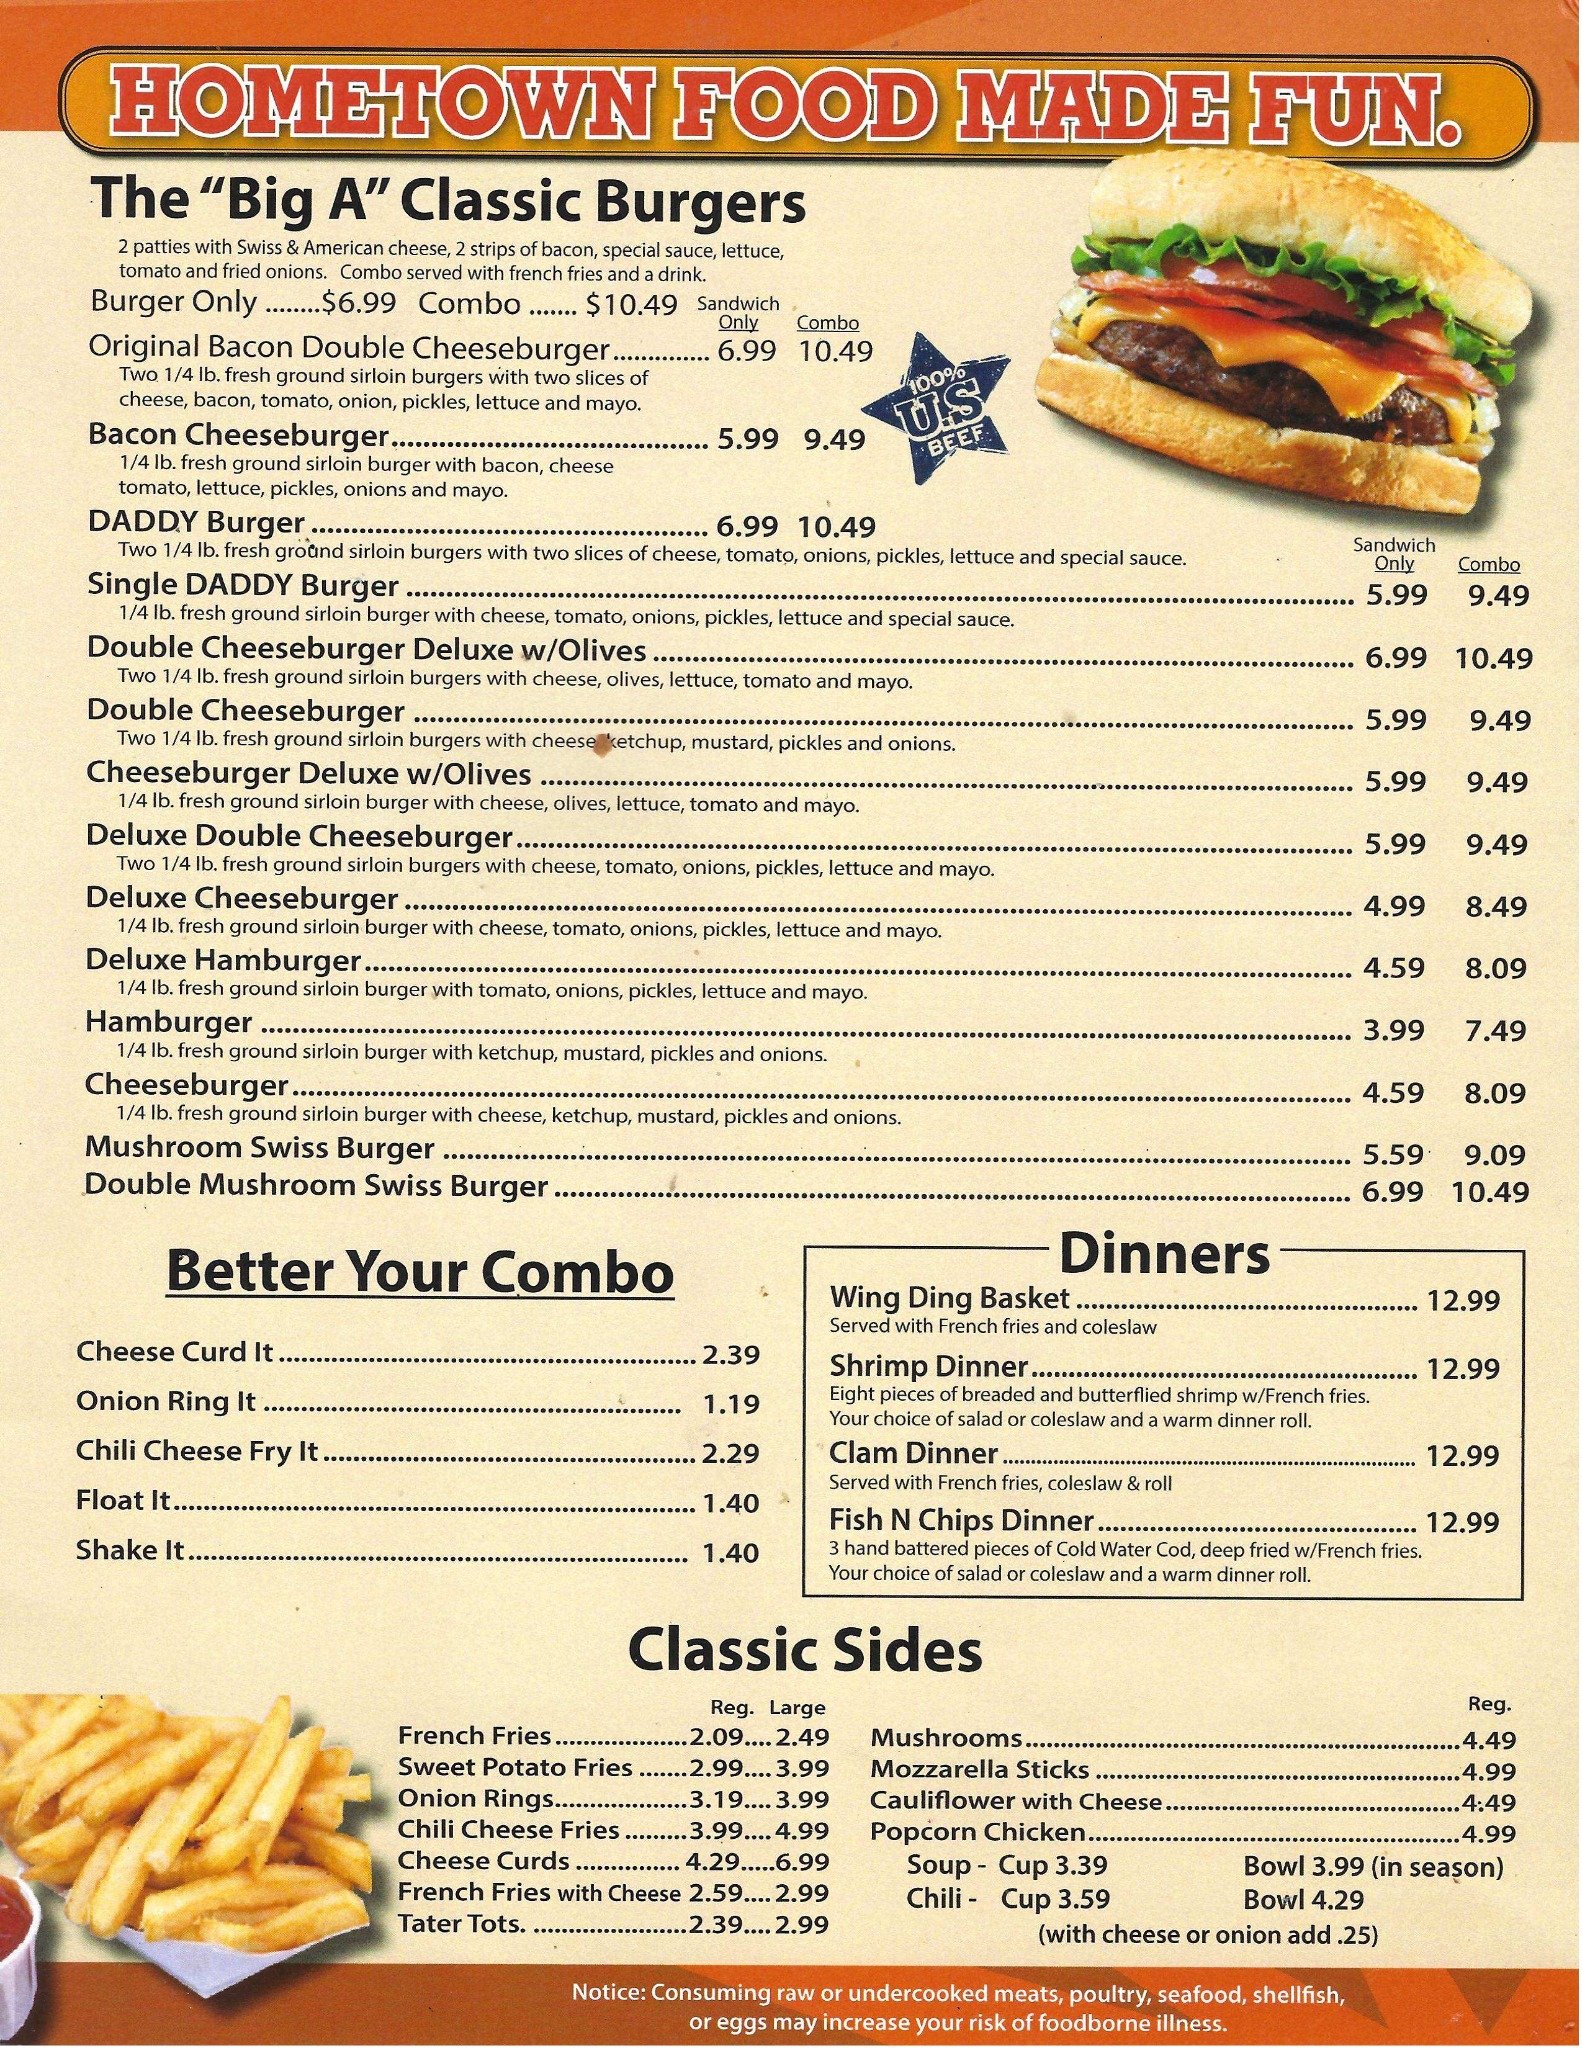 HOMETOWN FOOD MADE FUN.
The "Big A" Classic Burgers
2 patties with Swiss & American cheese, 2 strips of bacon, special sauce, lettuce,
tomato and fried onions. Combo served with french fries and a drink.
Burger Only ........$6.99 Combo ....... $10.49
Sandwich
Only Combo
Original Bacon Double Cheeseburger.............. 6.99 10.49
Two 1/4 lb. fresh ground sirloin burgers with two slices of
cheese, bacon, tomato, onion, pickles, lettuce and mayo.
100%
U.S
BEEF
Bacon Cheeseburger........................................ 5.99 9.49
1/4 lb. fresh ground sirloin burger with bacon, cheese
tomato, lettuce, pickles, onions and mayo.
DADDY Burger .................................................. 6.99 10.49
Two 1/4 lb. fresh ground sirloin burgers with two slices of cheese, tomato, onions, pickles, lettuce and special sauce.
Sandwich
Only Combo
Single DADDY Burger ........................................ 5.99 9.49
1/4 lb. fresh ground sirloin burger with cheese, tomato, onions, pickles, lettuce and special sauce.
Double Cheeseburger Deluxe w/Olives ........................................ 6.99 10.49
Two 1/4 lb. fresh ground sirloin burgers with cheese, olives, lettuce, tomato and mayo.
Double Cheeseburger ........................................ 5.99 9.49
Two 1/4 lb. fresh ground sirloin burgers with cheese ketchup, mustard, pickles and onions.
Cheeseburger Deluxe w/Olives ........................................ 5.99 9.49
1/4 lb. fresh ground sirloin burger with cheese, olives, lettuce, tomato and mayo.
Deluxe Double Cheeseburger........................................ 5.99 9.49
Two 1/4 lb. fresh ground sirloin burgers with cheese, tomato, onions, pickles, lettuce and mayo.
Deluxe Cheeseburger ........................................ 4.99 8.49
1/4 lb. fresh ground sirloin burger with cheese, tomato, onions, pickles, lettuce and mayo.
Deluxe Hamburger........................................ 4.59 8.09
1/4 lb. fresh ground sirloin burger with tomato, onions, pickles, lettuce and mayo.
Hamburger ........................................ 3.99 7.49
1/4 lb. fresh ground sirloin burger with ketchup, mustard, pickles and onions.
Cheeseburger........................................ 4.59 8.09
1/4 lb. fresh ground sirloin burger with cheese, ketchup, mustard, pickles and onions.
Mushroom Swiss Burger ........................................ 5.59 9.09
Double Mushroom Swiss Burger ........................................ 6.99 10.49
Better Your Combo
Cheese Curd It........................................ 2.39
Onion Ring It ........................................ 1.19
Chili Cheese Fry It........................................ 2.29
Float It........................................ 1.40
Shake It........................................ 1.40
Dinners
Wing Ding Basket ........................................ 12.99
Served with French fries and coleslaw
Shrimp Dinner........................................ 12.99
Eight pieces of breaded and butterflied shrimp w/French fries.
Your choice of salad or coleslaw and a warm dinner roll.
Clam Dinner........................................ 12.99
Served with French fries, coleslaw & roll
Fish N Chips Dinner........................................ 12.99
3 hand battered pieces of Cold Water Cod, deep fried w/French fries.
Your choice of salad or coleslaw and a warm dinner roll.
Classic Sides
Reg. Large
French Fries..................2.09....2.49
Sweet Potato Fries .......2.99....3.99
Onion Rings...................3.19....3.99
Chili Cheese Fries .........3.99....4.99
Cheese Curds ............... 4.29.....6.99
French Fries with Cheese 2.59....2.99
Tater Tots. .....................2.39....2.99
Reg.
Mushrooms........................................4.49
Mozzarella Sticks ........................................4.99
Cauliflower with Cheese........................................4.49
Popcorn Chicken........................................4.99
Soup - Cup 3.39 Bowl 3.99 (in season)
Chili - Cup 3.59 Bowl 4.29
(with cheese or onion add .25)
Notice: Consuming raw or undercooked meats, poultry, seafood, shellfish,
or eggs may increase your risk of foodborne illness.